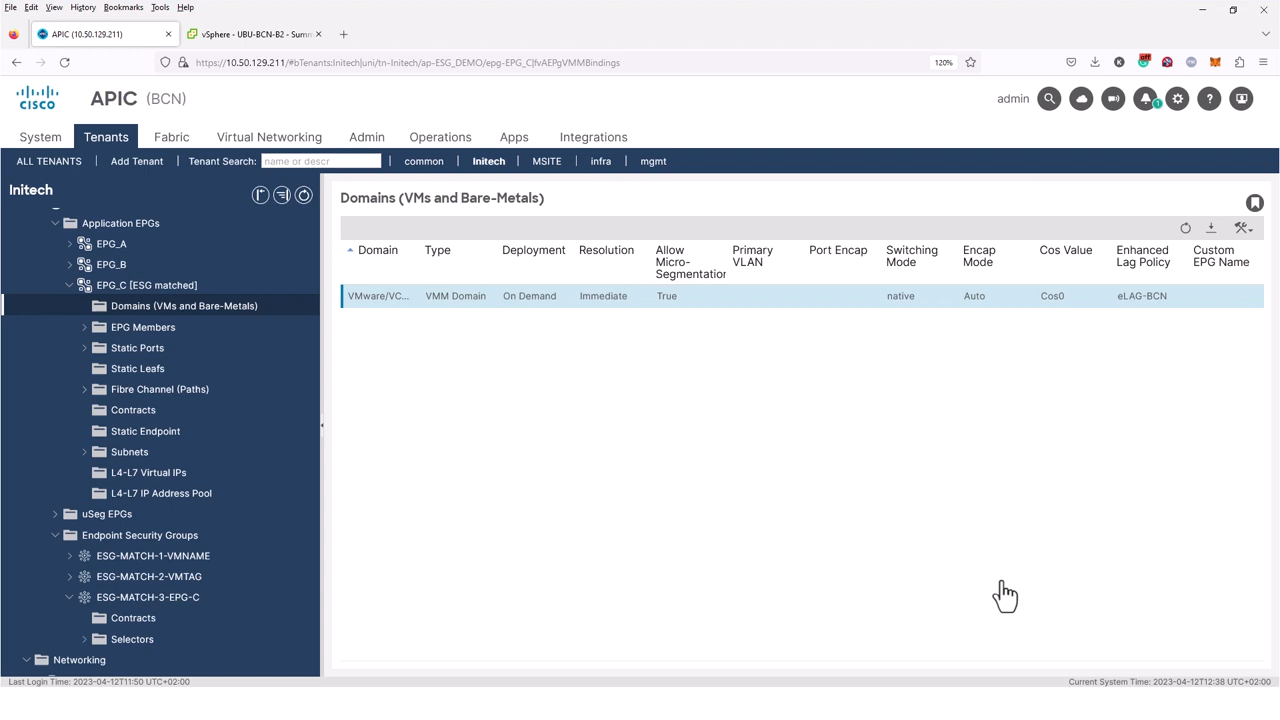 File Edit View History Bookmarks Tools Help
APIC (10.50.129.211)
vSphere - UBU-BCN-B2 - Summ
https://10.50.129.211/#bTenants:Initech|uni/tn-Initech/ap-ESG_DEMO/epg-EPG_C|fvAEPgVMMBindings
120%
CISCO
APIC (BCN)
admin
1
System Tenants Fabric Virtual Networking Admin Operations Apps Integrations
ALL TENANTS | Add Tenant | Tenant Search: name or descr | common | Initech | MSITE | infra | mgmt
Initech
Application EPGs
EPG_A
EPG_B
EPG_C [ESG matched]
Domains (VMs and Bare-Metals)
EPG Members
Static Ports
Static Leafs
Fibre Channel (Paths)
Contracts
Static Endpoint
Subnets
L4-L7 Virtual IPs
L4-L7 IP Address Pool
uSeg EPGs
Endpoint Security Groups
ESG-MATCH-1-VMNAME
ESG-MATCH-2-VMTAG
ESG-MATCH-3-EPG-C
Contracts
Selectors
Networking
Domains (VMs and Bare-Metals)
Domain Type Deployment Resolution Allow Micro-Segmentation Primary VLAN Port Encap Switching Mode Encap Mode Cos Value Enhanced Lag Policy Custom EPG Name
VMware/VC... VMM Domain On Demand Immediate True native Auto Cos0 eLAG-BCN
Last Login Time: 2023-04-12T11:50 UTC+02:00
Current System Time: 2023-04-12T12:38 UTC+02:00